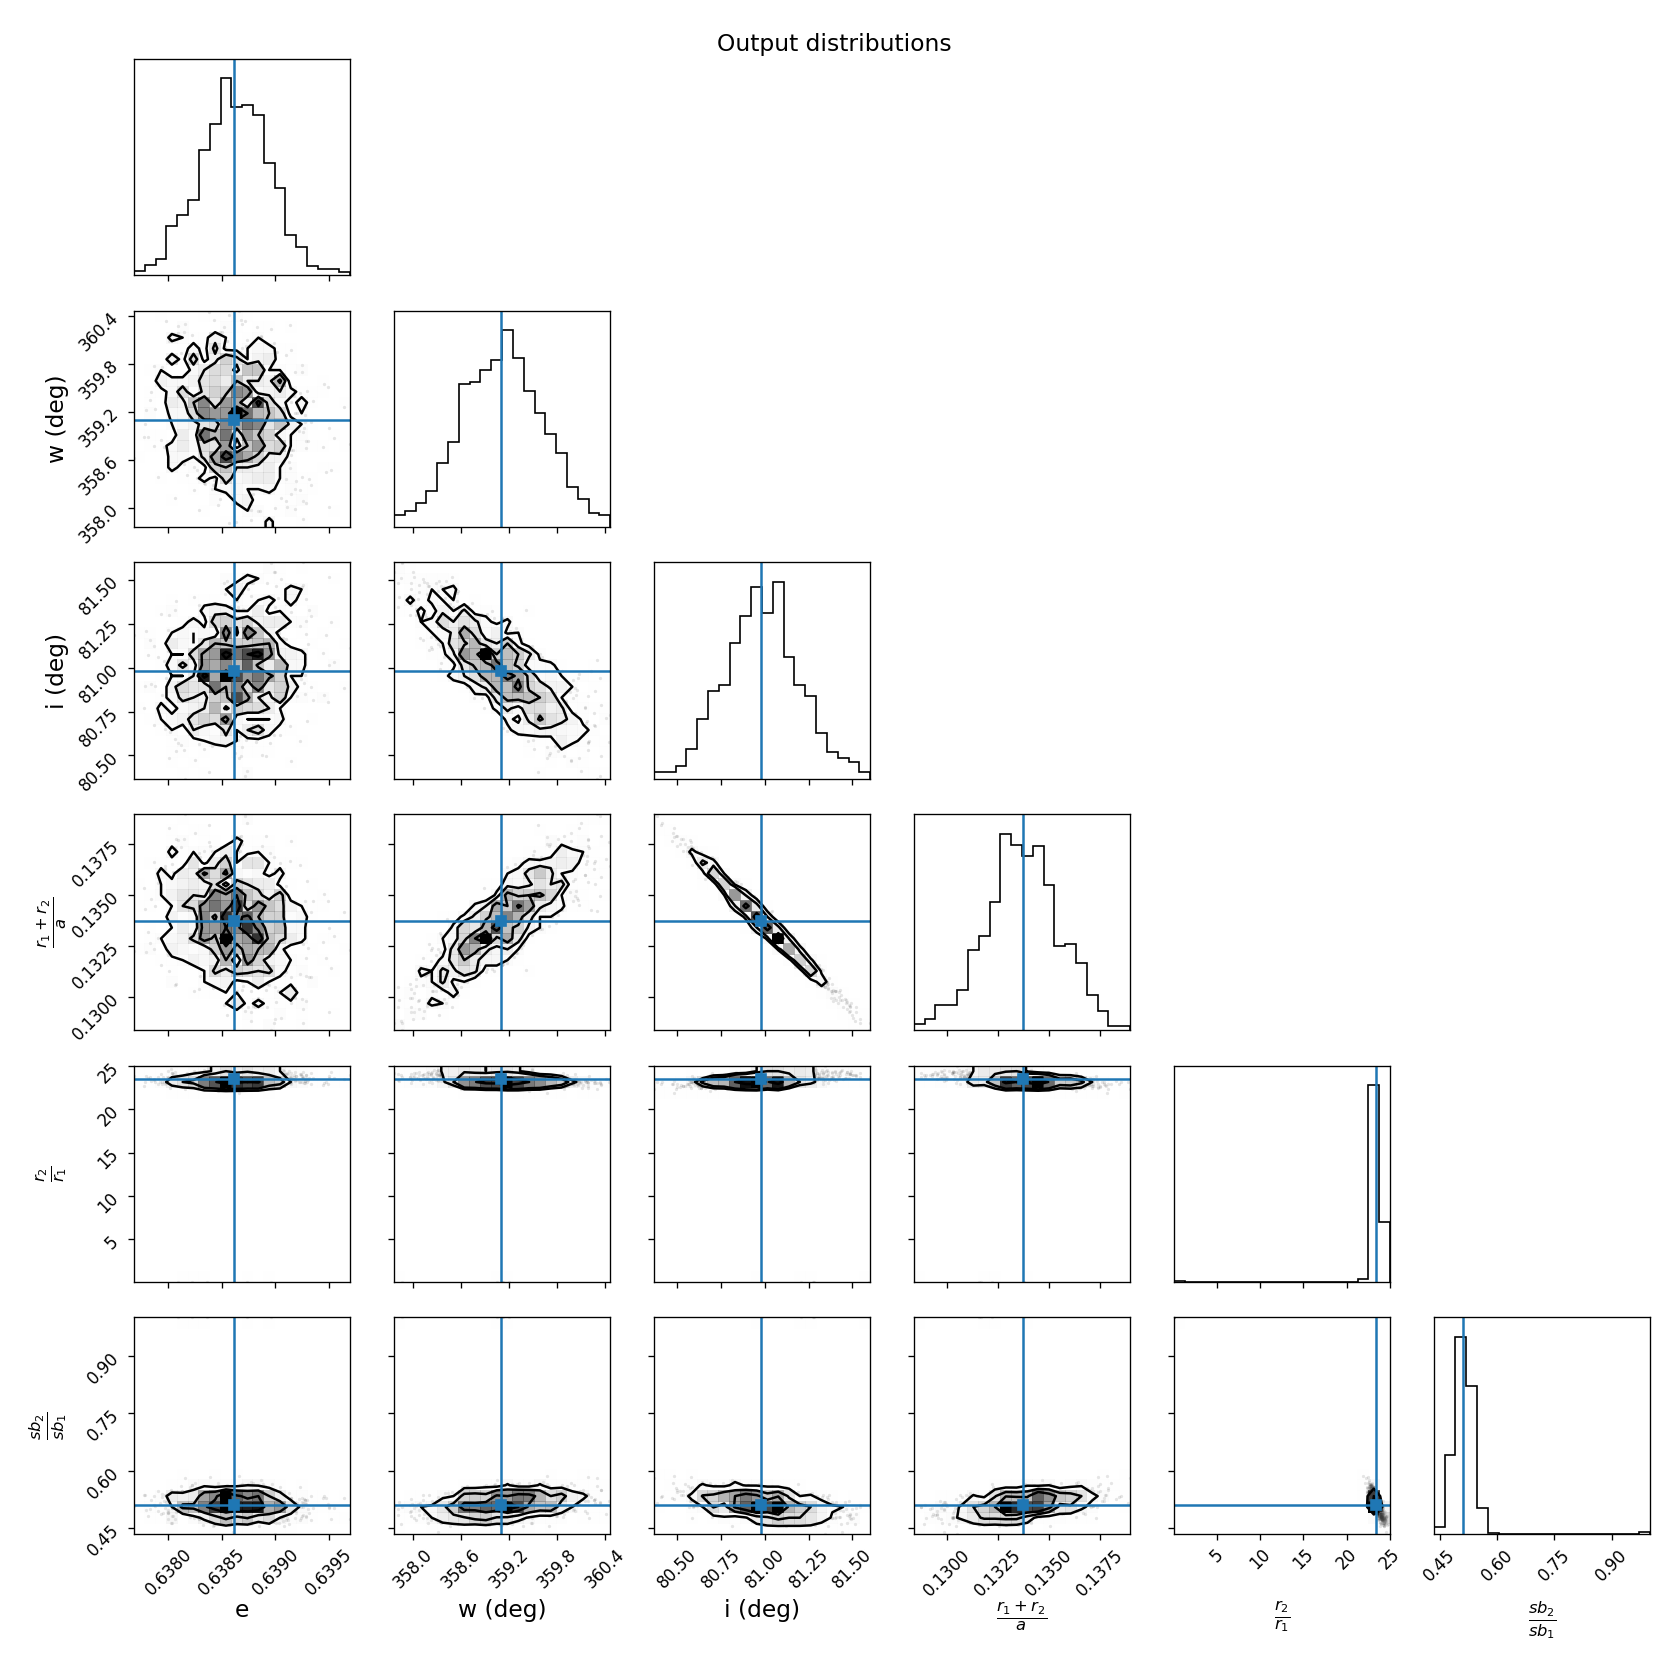 Output distributions
360.4
359.8
359.2
358.6
358.0
w (deg)
81.50
81.25
81.00
80.75
80.50
i (deg)
0.1375
0.1350
0.1325
0.1300
r₁ + r₂
a
25
20
15
10
5
r₂
r₁
0.90
0.75
0.60
0.45
sb₂
sb₁
0.6380 0.6385 0.6390 0.6395 358.0 358.6 359.2 359.8 360.4 80.50 80.75 81.00 81.25 81.50 0.1300 0.1325 0.1350 0.1375 5 10 15 20 25 0.45 0.60 0.75 0.90
e w (deg) i (deg) r₁ + r₂ r₂ sb₂
a r₁ sb₁